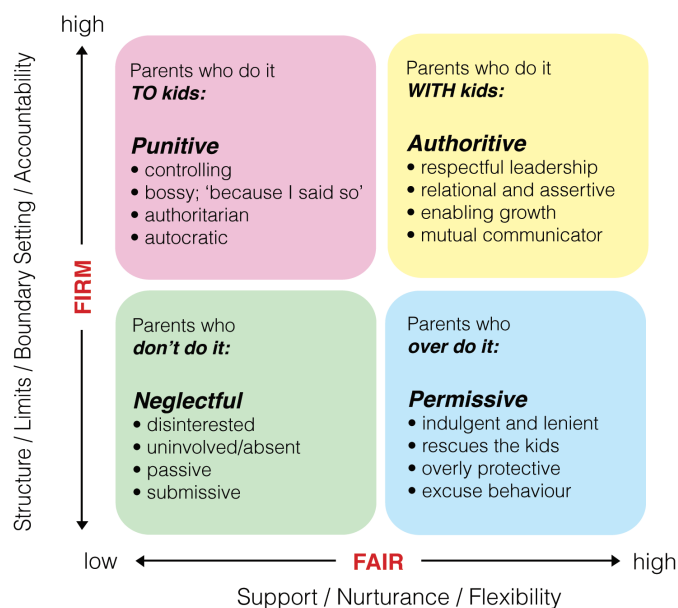 high
Structure / Limits / Boundary Setting / Accountability
FIRM
Parents who do it
TO kids:
Punitive
• controlling
• bossy; ‘because I said so’
• authoritarian
• autocratic
Parents who do it
WITH kids:
Authoritive
• respectful leadership
• relational and assertive
• enabling growth
• mutual communicator
Parents who
don’t do it:
Neglectful
• disinterested
• uninvolved/absent
• passive
• submissive
Parents who
over do it:
Permissive
• indulgent and lenient
• rescues the kids
• overly protective
• excuse behaviour
low
FAIR
high
Support / Nurturance / Flexibility